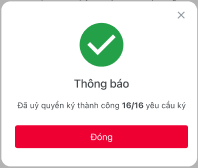 Thông báo
Đã uỷ quyền ký thành công 16/16 yêu cầu ký
Đóng